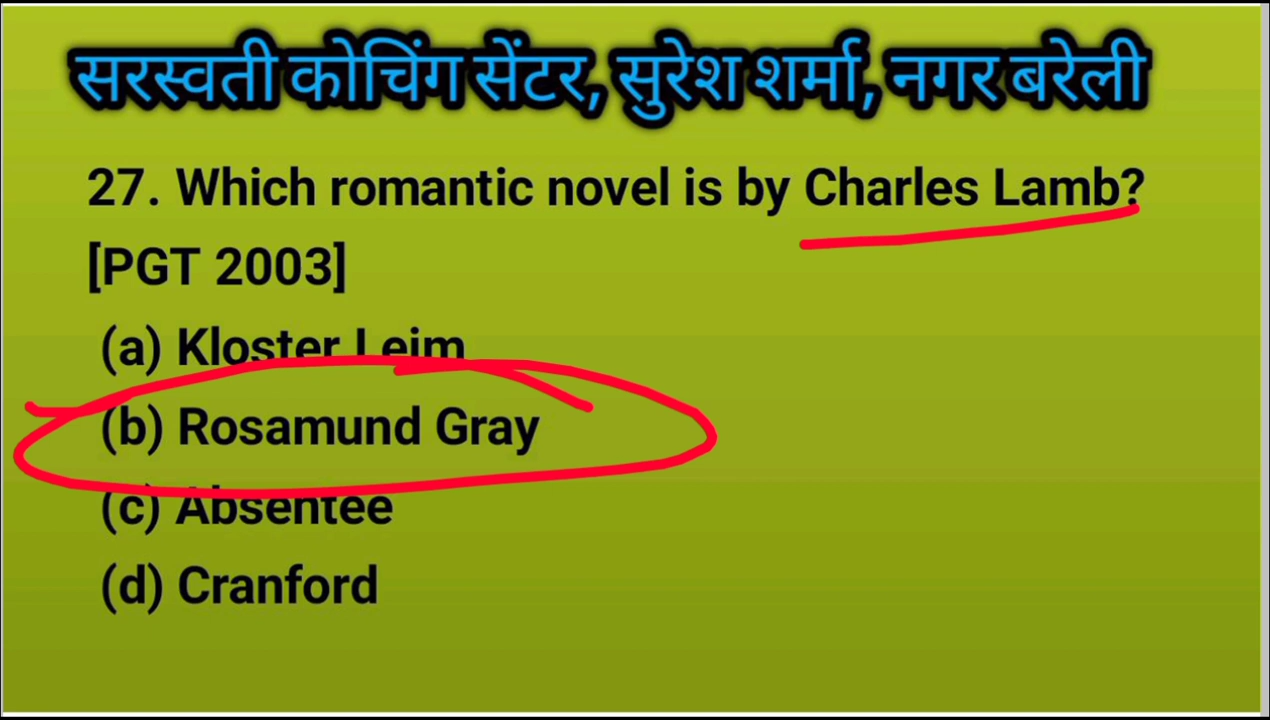 सरस्वती कोचिंग सेंटर, सुरेश शर्मा, नगर बरेली
27. Which romantic novel is by Charles Lamb?
[PGT 2003]
(a) Kloster Leim
(b) Rosamund Gray
(c) Absentee
(d) Cranford